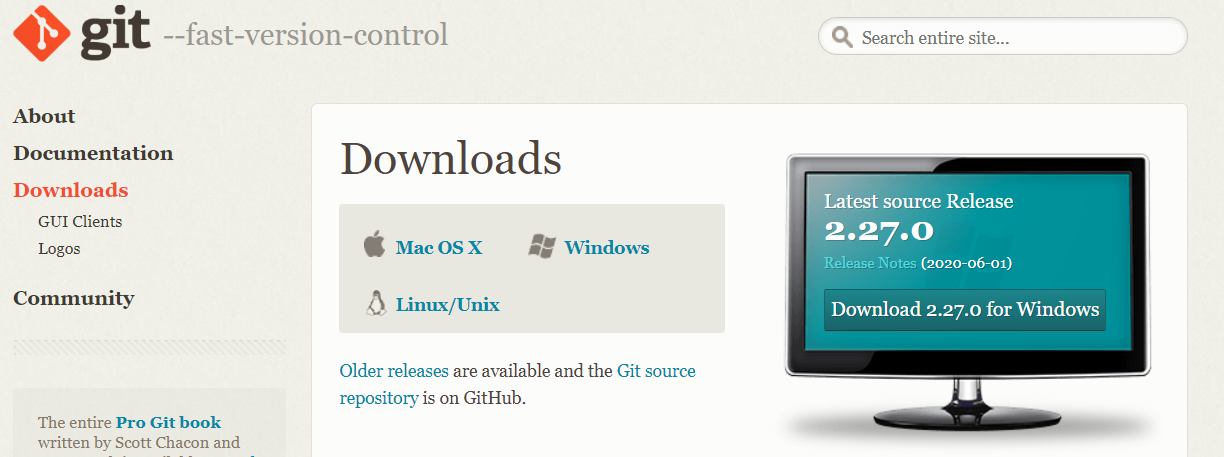 git --fast-version-control
Search entire site...
About
Documentation
Downloads
GUI Clients
Logos
Community
The entire Pro Git book
written by Scott Chacon and
Downloads
Mac OS X
Windows
Linux/Unix
Older releases are available and the Git source
repository is on GitHub.
Latest source Release
2.27.0
Release Notes (2020-06-01)
Download 2.27.0 for Windows